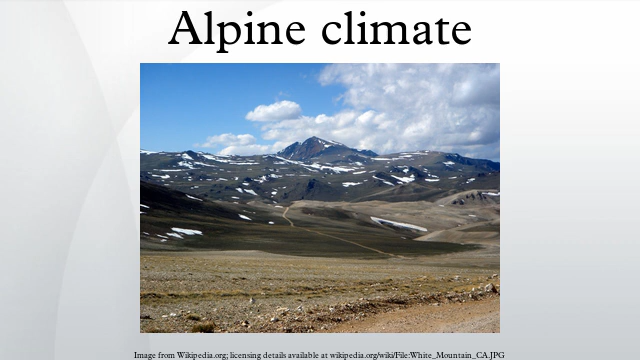 Alpine climate
Image from Wikipedia.org; licensing details available at wikipedia.org/wiki/File:White_Mountain_CA.JPG